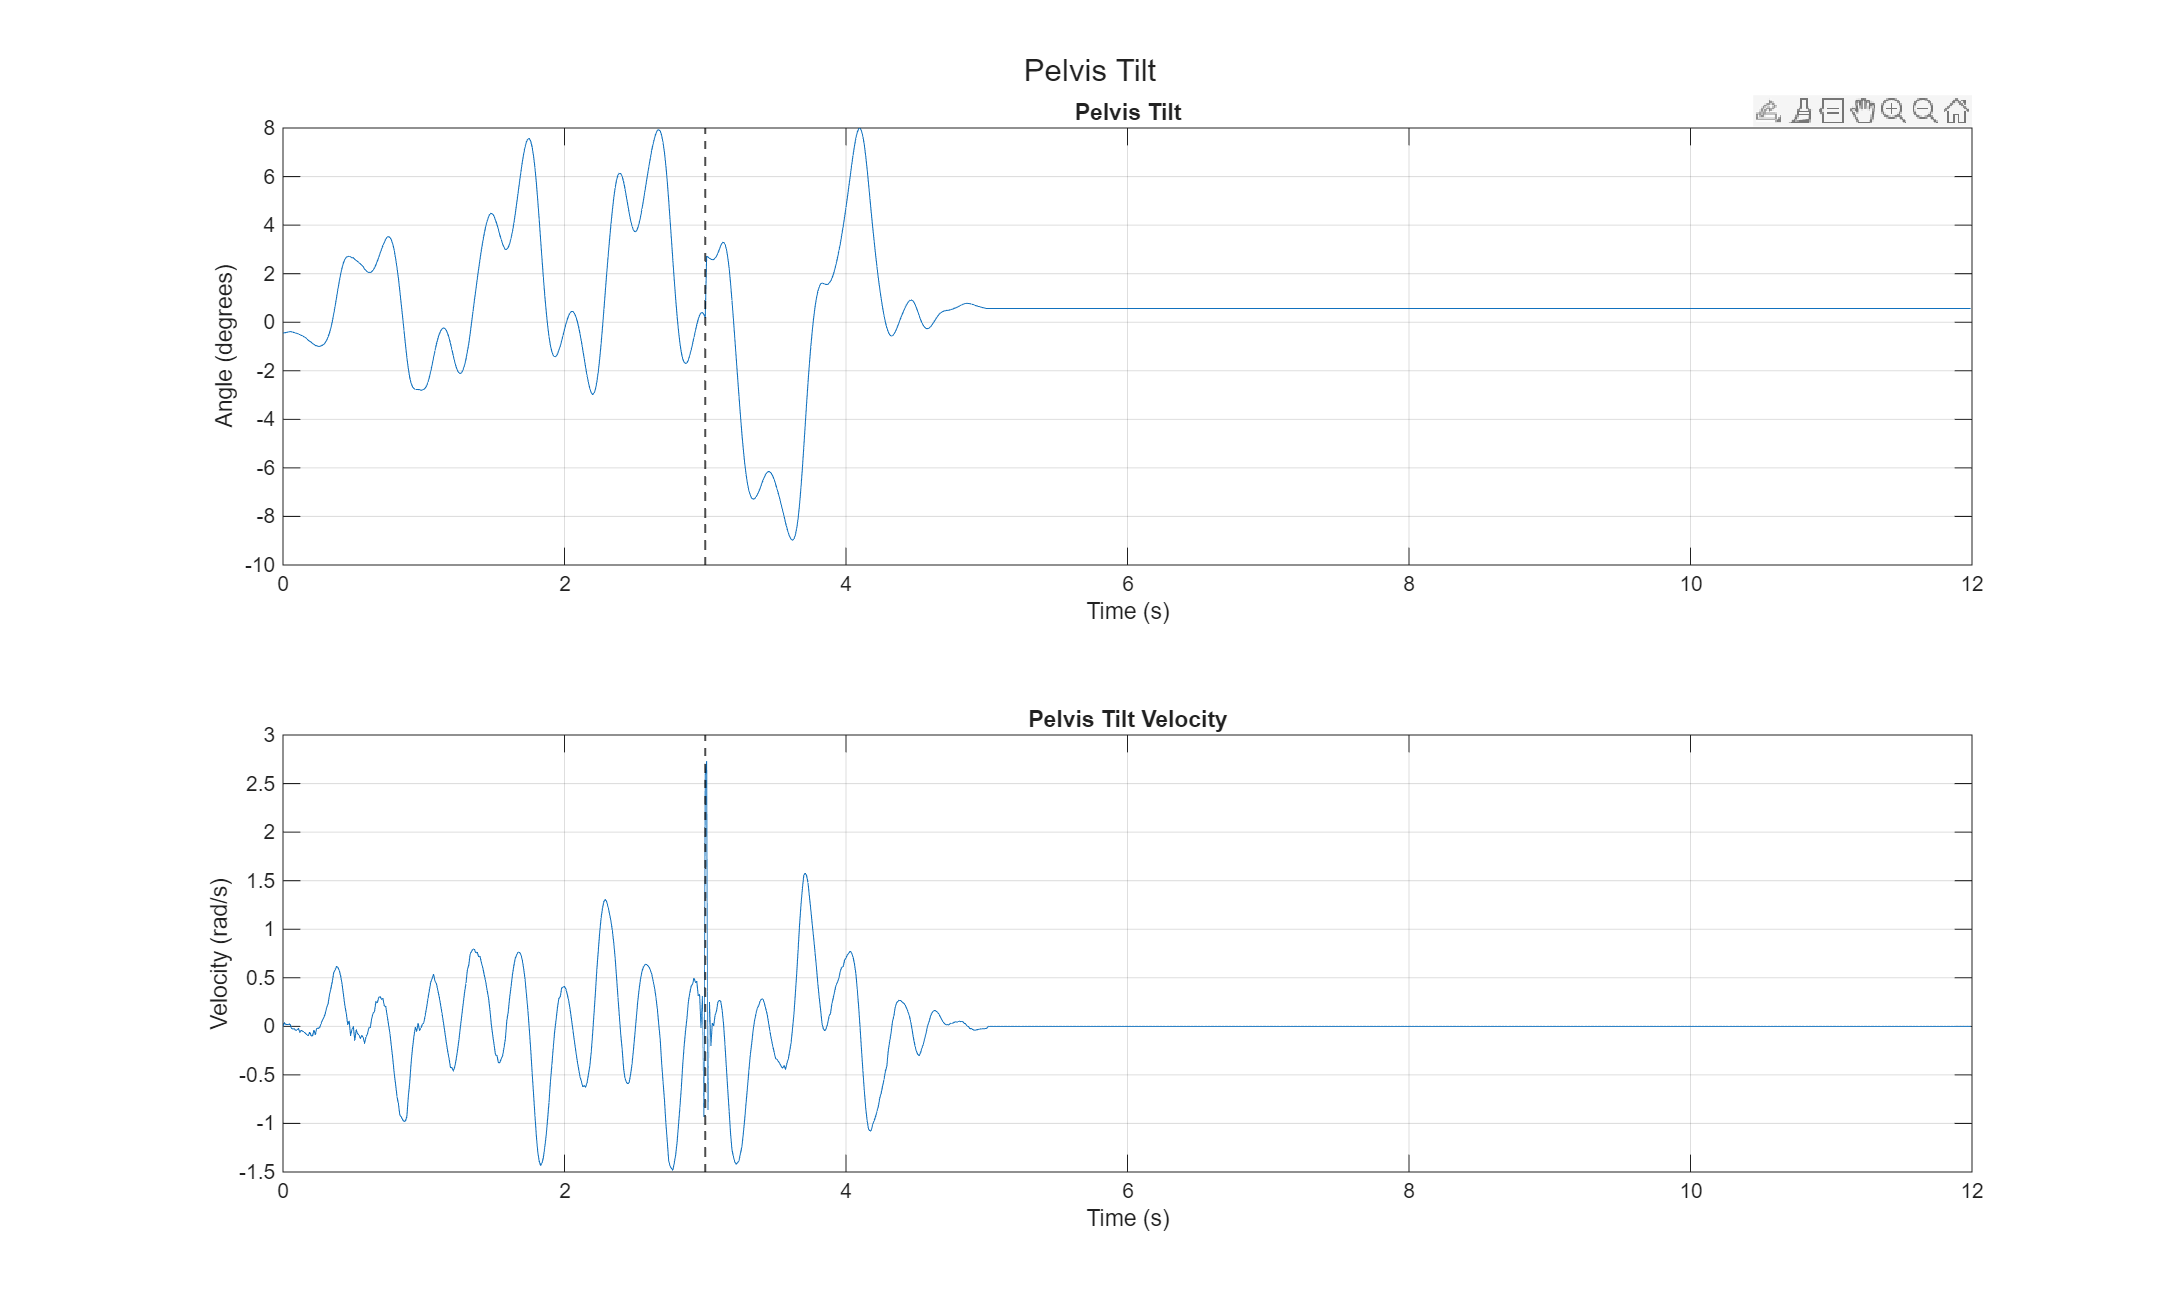 Pelvis Tilt
Pelvis Tilt
8
6
4
2
0
-2
-4
-6
-8
-10
Angle (degrees)
0 2 4 6 8 10 12
Time (s)
Pelvis Tilt Velocity
3
2.5
2
1.5
1
0.5
0
-0.5
-1
-1.5
Velocity (rad/s)
0 2 4 6 8 10 12
Time (s)